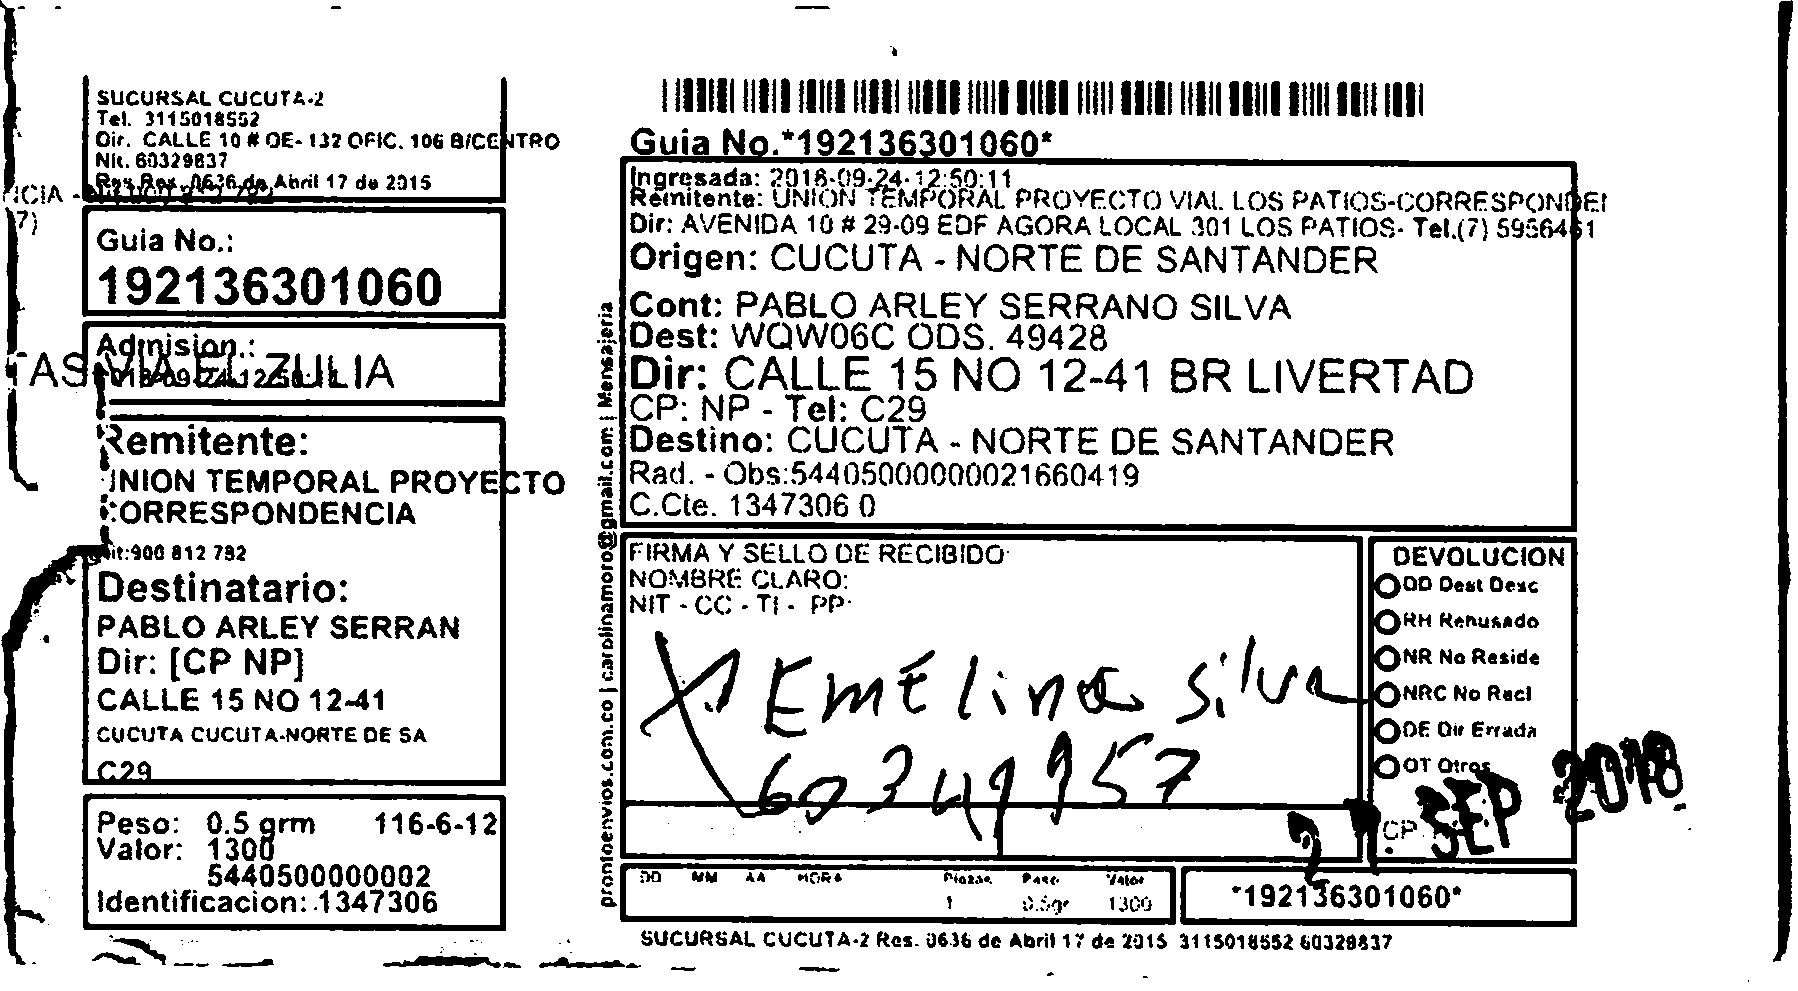 SUCURSAL CUCUTA-2
Tel. 3115018552
Dir. CALLE 10 # OE- 132 OFIC. 106 B/CENTRO
Nit. 60329837
Res Res. 0636 de Abril 17 de 2015
Guia No.:
192136301060
Admision.:
VIA EL ZULIA
Remitente:
UNION TEMPORAL PROYECTO
CORRESPONDENCIA
Nit:900 812 782
Destinatario:
PABLO ARLEY SERRAN
Dir: [CP NP]
CALLE 15 NO 12-41
CUCUTA CUCUTA-NORTE DE SA
C29
Peso: 0.5 grm 116-6-12
Valor: 1300
5440500000002
Identificacion: 1347306
prontoenvios.com.co | carolinamoro@gmail.com | Mensajeria
Guia No.*192136301060*
Ingresada: 2018-09-24-12:50:11
Remitente: UNION TEMPORAL PROYECTO VIAL LOS PATIOS-CORRESPONDEN
Dir: AVENIDA 10 # 29-09 EDF AGORA LOCAL 301 LOS PATIOS- Tel.(7) 5956461
Origen: CUCUTA - NORTE DE SANTANDER
Cont: PABLO ARLEY SERRANO SILVA
Dest: WQW06C ODS. 49428
Dir: CALLE 15 NO 12-41 BR LIVERTAD
CP: NP - Tel: C29
Destino: CUCUTA - NORTE DE SANTANDER
Rad. - Obs:54405000000021660419
C.Cte. 1347306 0
FIRMA Y SELLO DE RECIBIDO
NOMBRE CLARO:
NIT - CC - TI - PP
EmElina Silva
60349957
DEVOLUCION
DD Dest Desc
RH Rehusado
NR No Reside
NRC No Recl
DE Dir Errada
OT Otros
CP
SEP 2018
DD MM AA HORA Piezas Peso Valor
1 0.5gr 1300
*192136301060*
SUCURSAL CUCUTA-2 Res. 0636 de Abril 17 de 2015 3115018552 60329837